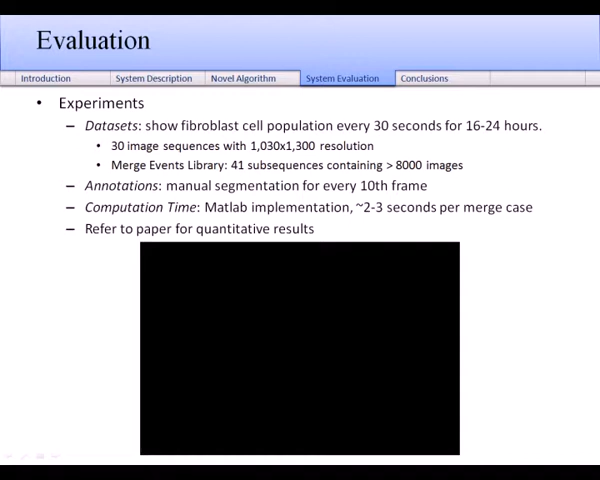 Evaluation
Introduction System Description Novel Algorithm System Evaluation Conclusions
• Experiments
– Datasets: show fibroblast cell population every 30 seconds for 16-24 hours.
• 30 image sequences with 1,030x1,300 resolution
• Merge Events Library: 41 subsequences containing > 8000 images
– Annotations: manual segmentation for every 10th frame
– Computation Time: Matlab implementation, ~2-3 seconds per merge case
– Refer to paper for quantitative results